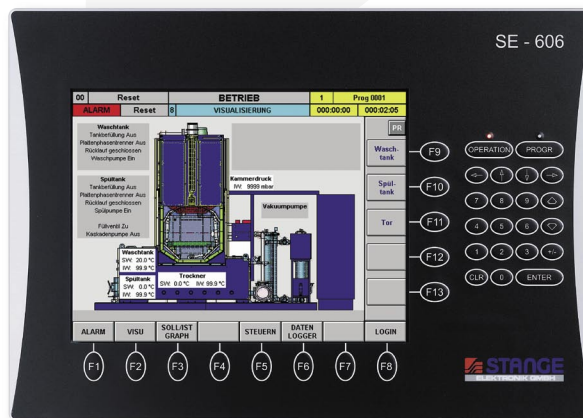 SE - 606
00 Reset BETRIEB 1 Prog 0001
ALARM Reset 8 VISUALISIERUNG 000:00:00 000:02:05
PR
Waschtank
Tankbefüllung Aus
Plattenphasentrenner Aus
Rücklauf geschlossen
Waschpumpe Ein
Spültank
Tankbefüllung Aus
Plattenphasentrenner Aus
Rücklauf geschlossen
Spülpumpe Ein
Füllventil Zu
Kaskadenpumpe Aus
Kammerdruck
IW: 9999 mbar
Vakuumpumpe
Waschtank
SW: 20.0 °C
IW: 99.9 °C
Spültank
SW: 0.0 °C
IW: 99.9 °C
Trockner
SW: 0.0 °C IW: 99.9 °C
Wasch-
tank
Spül-
tank
Tor
F9
F10
F11
F12
F13
OPERATION PROGR
7 8 9
4 5 6
1 2 3 +/-
CLR 0 ENTER
ALARM VISU SOLL/IST
GRAPH STEUERN DATEN
LOGGER LOGIN
F1 F2 F3 F4 F5 F6 F7 F8
STANGE
ELEKTRONIK GMBH